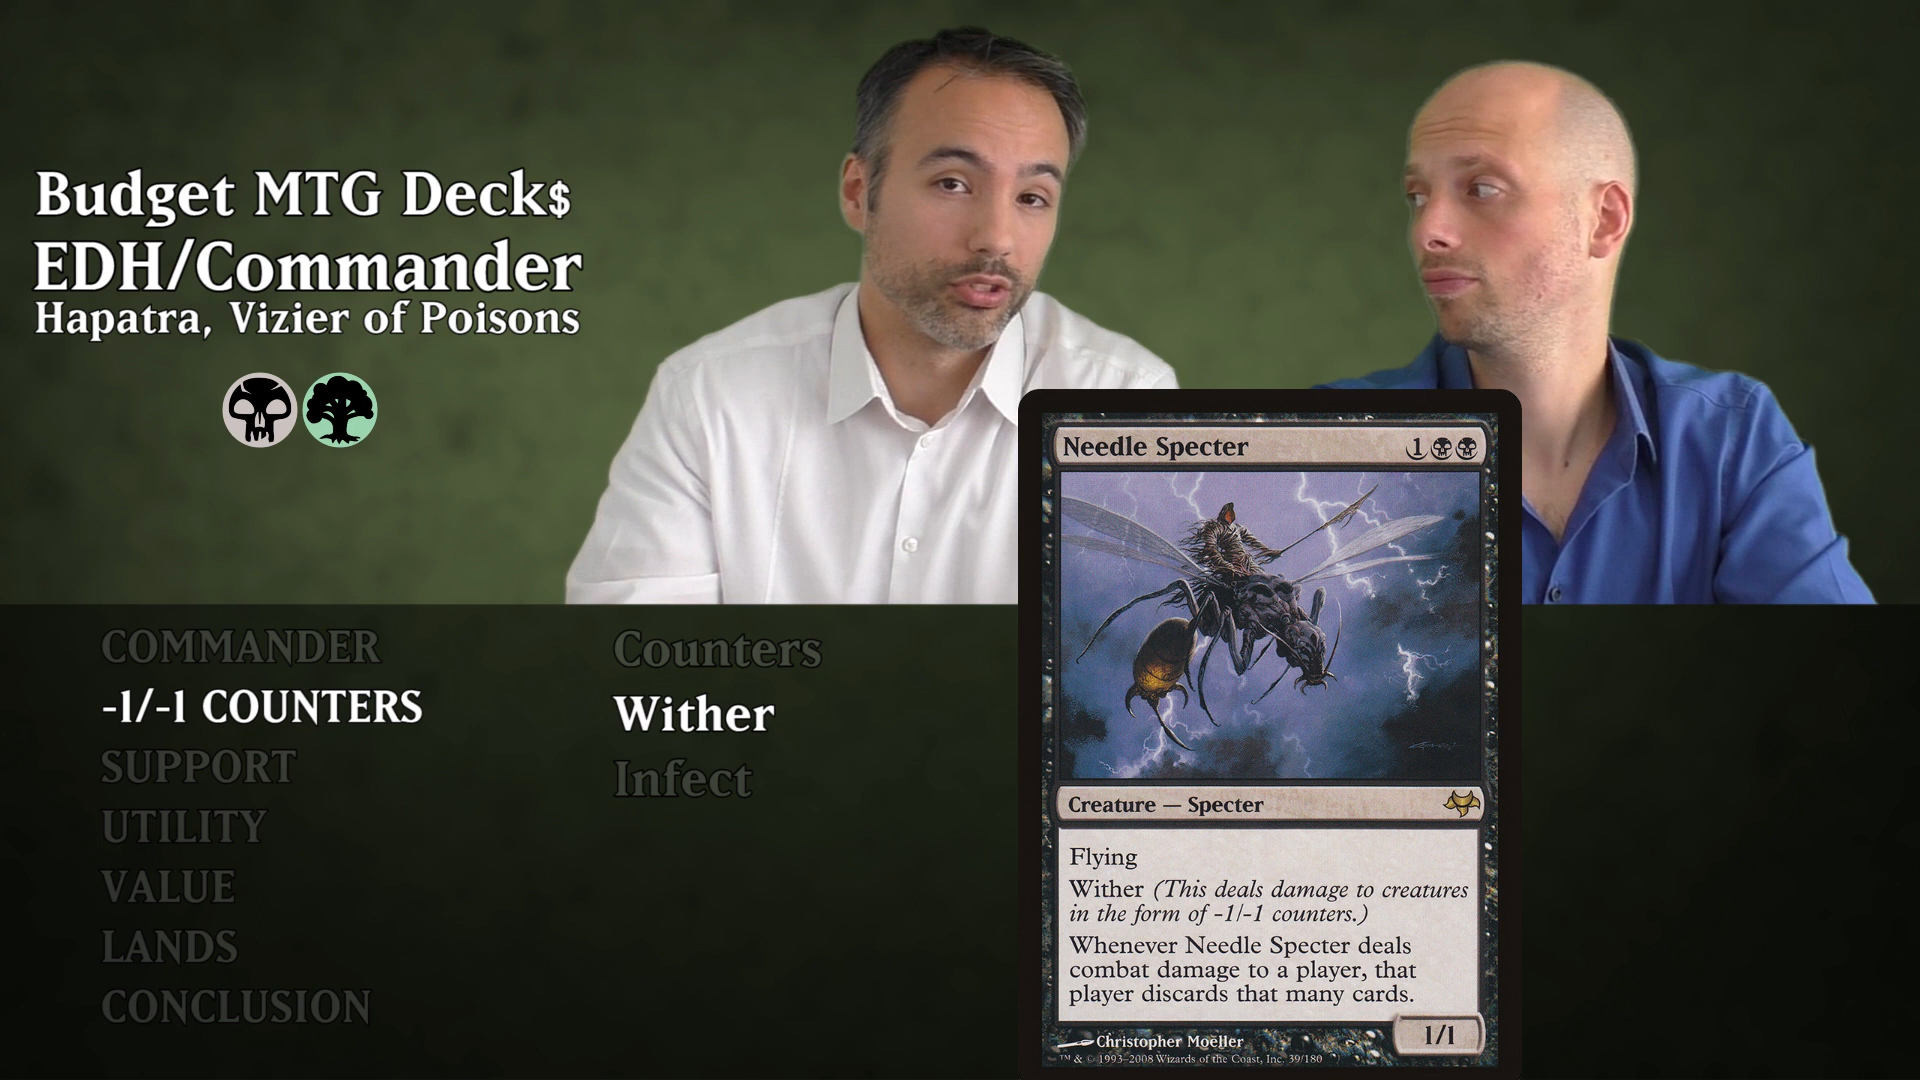 Budget MTG Deck$
EDH/Commander
Hapatra, Vizier of Poisons
COMMANDER
-1/-1 COUNTERS
SUPPORT
UTILITY
VALUE
LANDS
CONCLUSION
Counters
Wither
Infect
Needle Specter 1
Creature — Specter
Flying
Wither (This deals damage to creatures
in the form of -1/-1 counters.)
Whenever Needle Specter deals
combat damage to a player, that
player discards that many cards.
1/1
Christopher Moeller
™ & © 1993–2008 Wizards of the Coast, Inc. 39/180